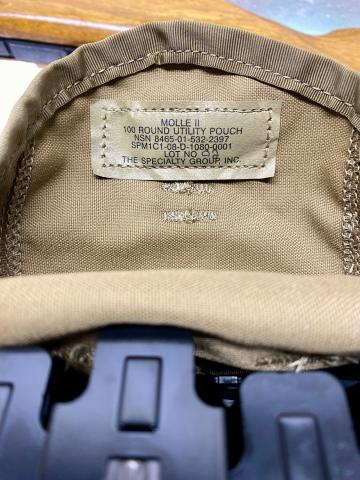 MOLLE II
100 ROUND UTILITY POUCH
NSN 8465-01-532-2397
SPM1C1-08-D-1080-0001
LOT NO 22
THE SPECIALTY GROUP, INC.